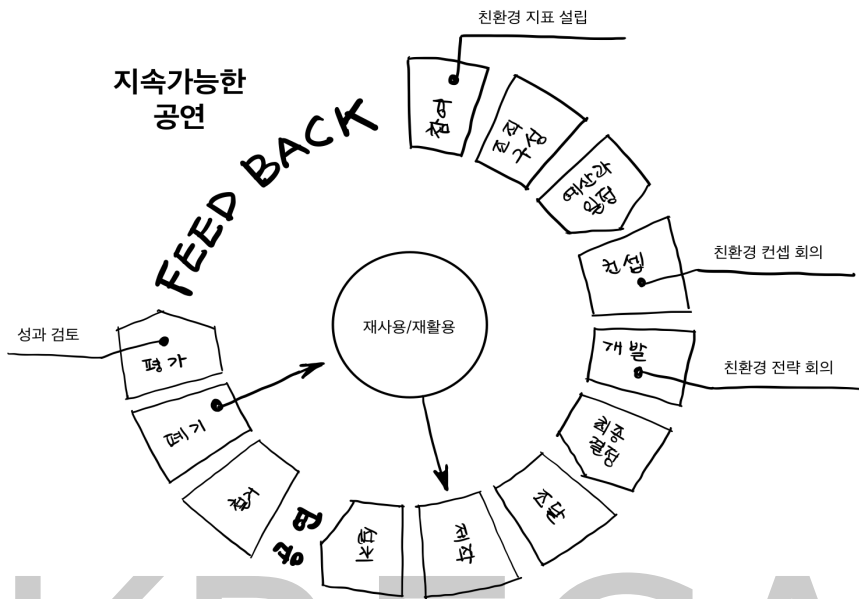 지속가능한
공연
친환경 지표 설립
FEED BACK
참여
조직
구성
예산과
일정
컨셉
친환경 컨셉 회의
개발
친환경 전략 회의
최종
결정
조달
제작
설치
공연
철거
폐기
평가
성과 검토
재사용/재활용